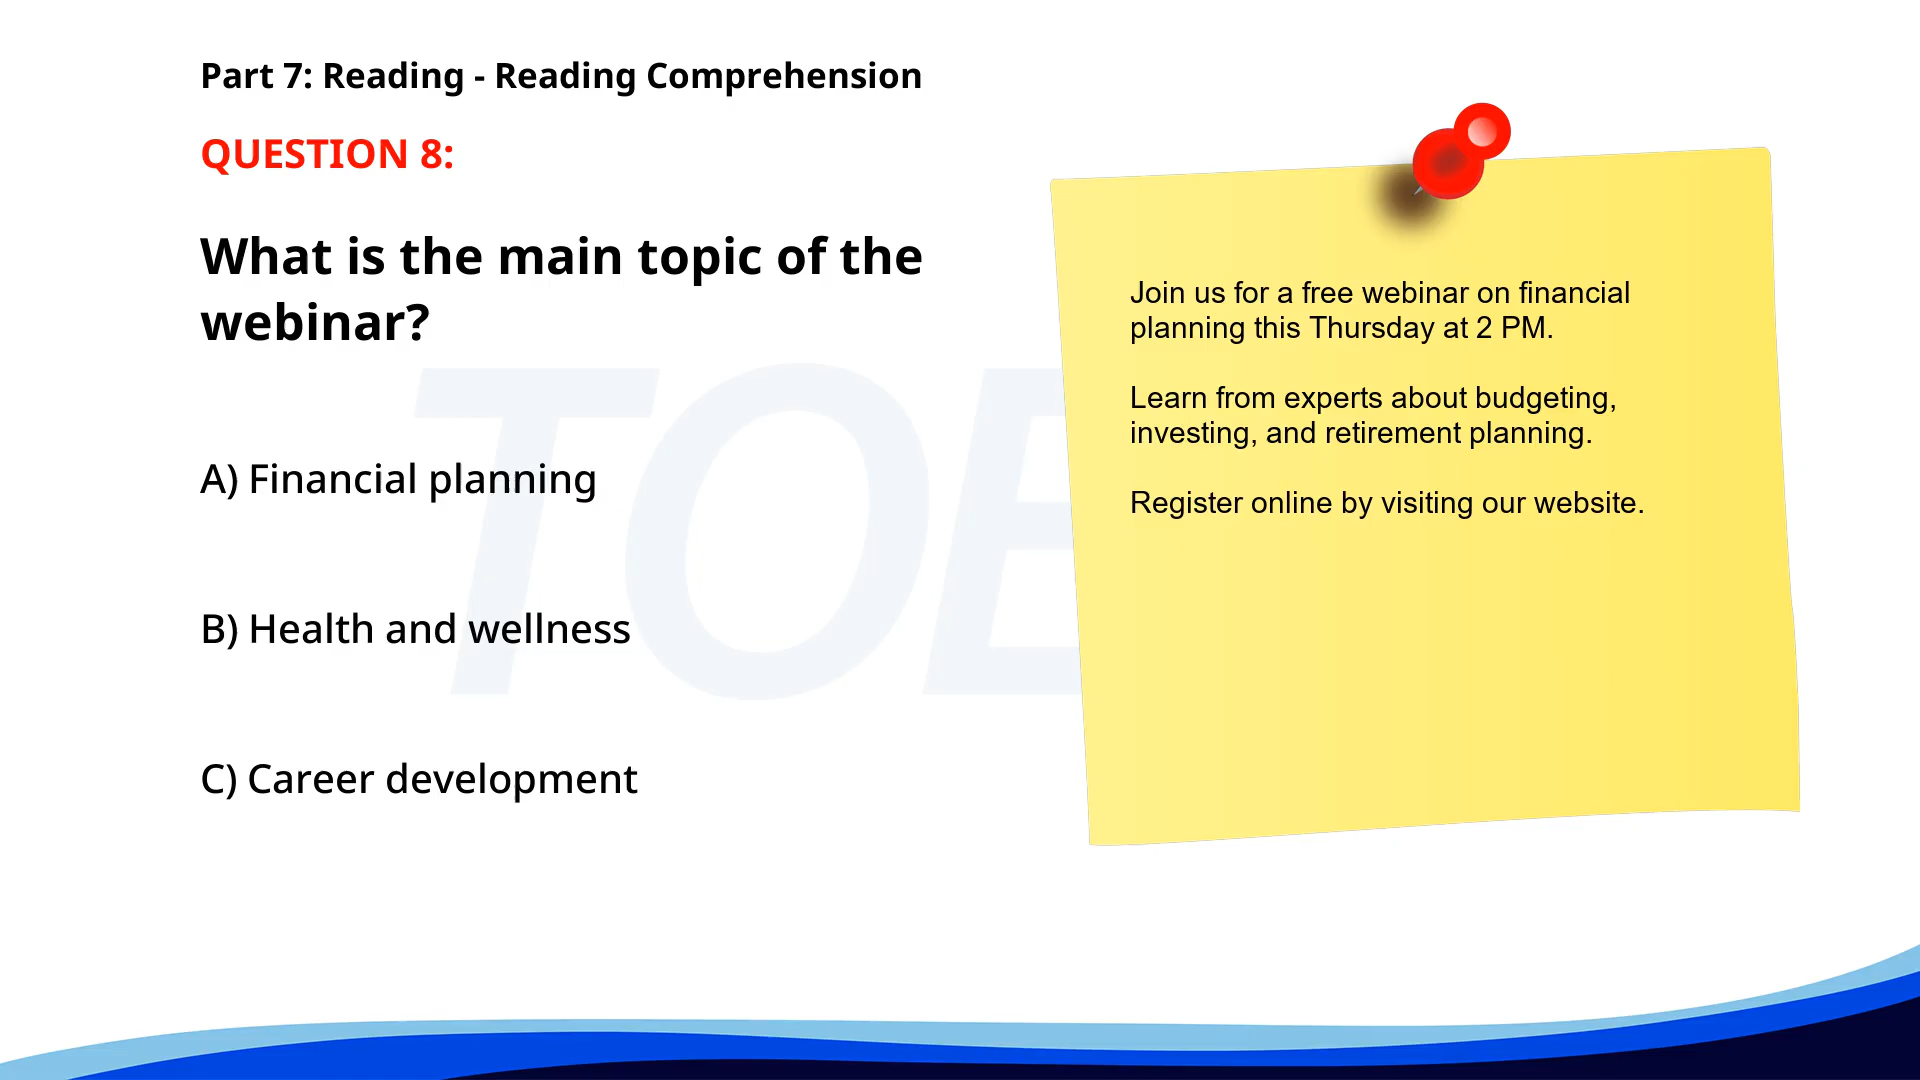 Part 7: Reading - Reading Comprehension
QUESTION 8:
What is the main topic of the
webinar?
A) Financial planning
B) Health and wellness
C) Career development
Join us for a free webinar on financial
planning this Thursday at 2 PM.
Learn from experts about budgeting,
investing, and retirement planning.
Register online by visiting our website.